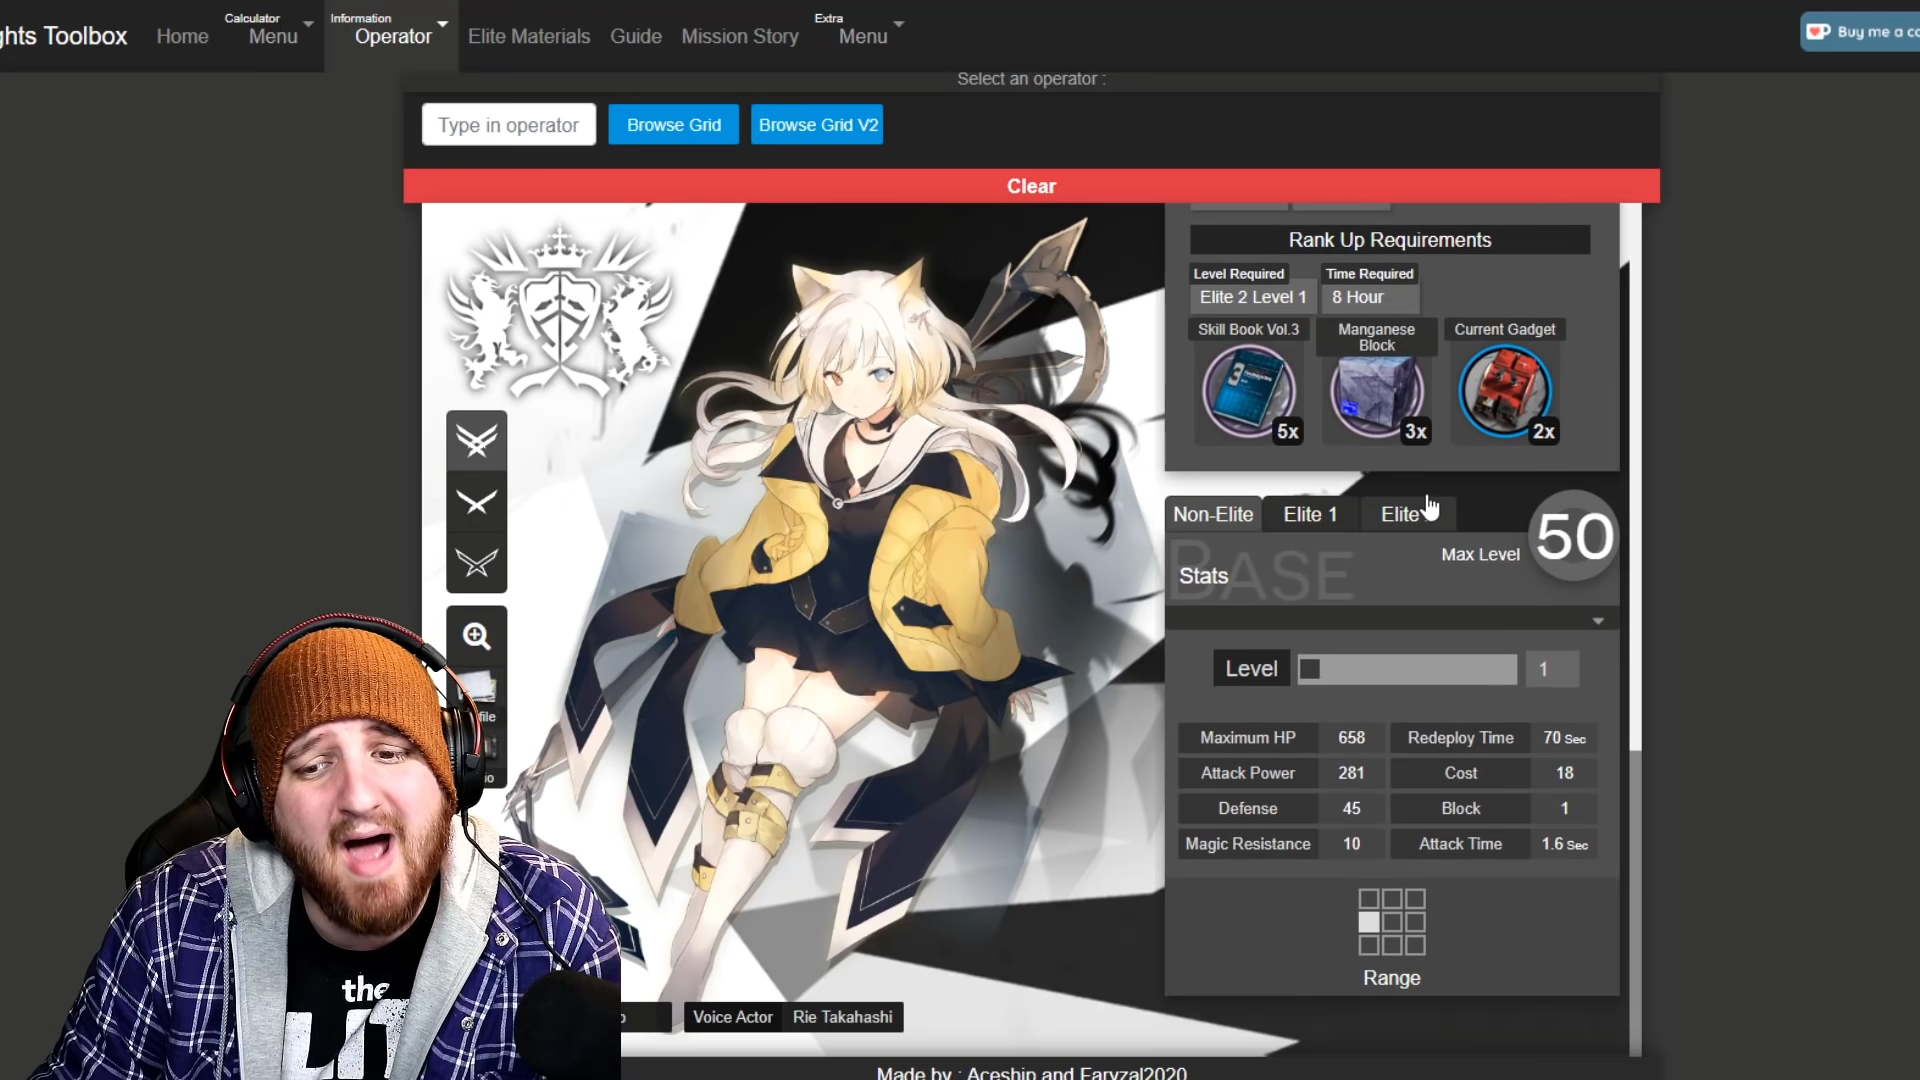 ghts Toolbox
Home
Calculator
Menu
Information
Operator
Elite Materials
Guide
Mission Story
Extra
Menu
Buy me a co
Select an operator :
Type in operator
Browse Grid
Browse Grid V2
Clear
Rank Up Requirements
Level Required
Time Required
Elite 2 Level 1
8 Hour
Skill Book Vol.3
Manganese
Block
Current Gadget
3
5x
3x
2x
Non-Elite
Elite 1
Elite
BASE
Stats
Max Level
50
Level
1
Maximum HP 658
Redeploy Time 70 Sec
Attack Power 281
Cost 18
Defense 45
Block 1
Magic Resistance 10
Attack Time 1.6 Sec
Range
file
io
the
Voice Actor
Rie Takahashi
Made by : Aceship and Faryzal2020